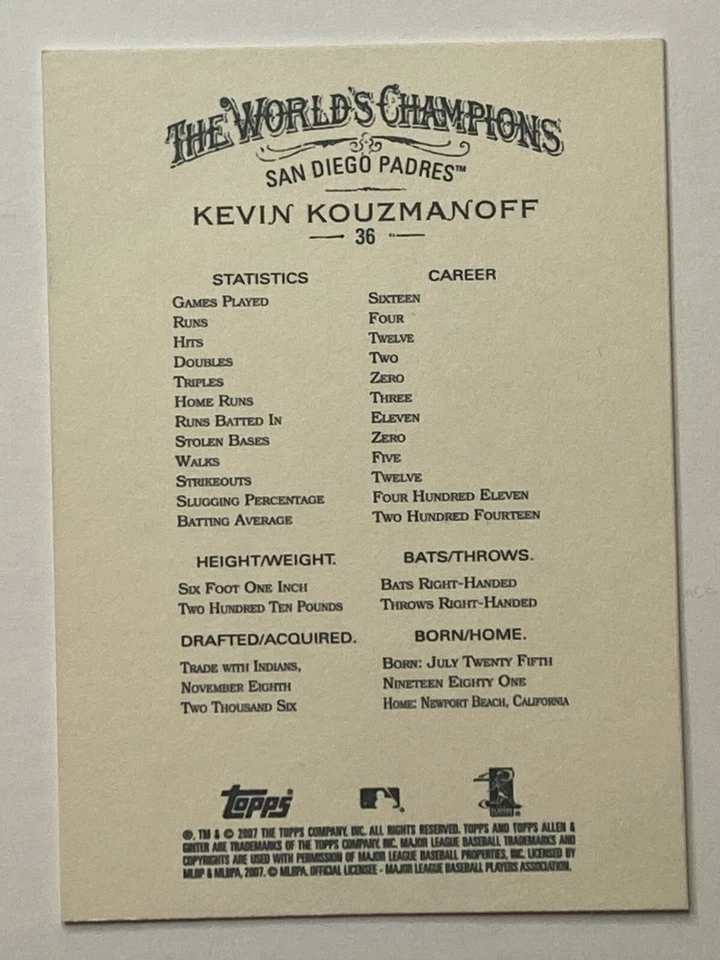 THE WORLD'S CHAMPIONS
SAN DIEGO PADRES™
KEVIN KOUZMANOFF
36
STATISTICS CAREER
GAMES PLAYED SIXTEEN
RUNS FOUR
HITS TWELVE
DOUBLES TWO
TRIPLES ZERO
HOME RUNS THREE
RUNS BATTED IN ELEVEN
STOLEN BASES ZERO
WALKS FIVE
STRIKEOUTS TWELVE
SLUGGING PERCENTAGE FOUR HUNDRED ELEVEN
BATTING AVERAGE TWO HUNDRED FOURTEEN
HEIGHT/WEIGHT. BATS/THROWS.
SIX FOOT ONE INCH BATS RIGHT-HANDED
TWO HUNDRED TEN POUNDS THROWS RIGHT-HANDED
DRAFTED/ACQUIRED. BORN/HOME.
TRADE WITH INDIANS, BORN: JULY TWENTY FIFTH
NOVEMBER EIGHTH NINETEEN EIGHTY ONE
TWO THOUSAND SIX HOME: NEWPORT BEACH, CALIFORNIA
Topps
®, TM & © 2007 THE TOPPS COMPANY, INC. ALL RIGHTS RESERVED. TOPPS AND TOPPS ALLEN &
GINTER ARE TRADEMARKS OF THE TOPPS COMPANY, INC. MAJOR LEAGUE BASEBALL TRADEMARKS AND
COPYRIGHTS ARE USED WITH PERMISSION OF MAJOR LEAGUE BASEBALL PROPERTIES, INC. LICENSED BY
MLBP & MLBPA, 2007. © MLBPA. OFFICIAL LICENSEE - MAJOR LEAGUE BASEBALL PLAYERS ASSOCIATION.